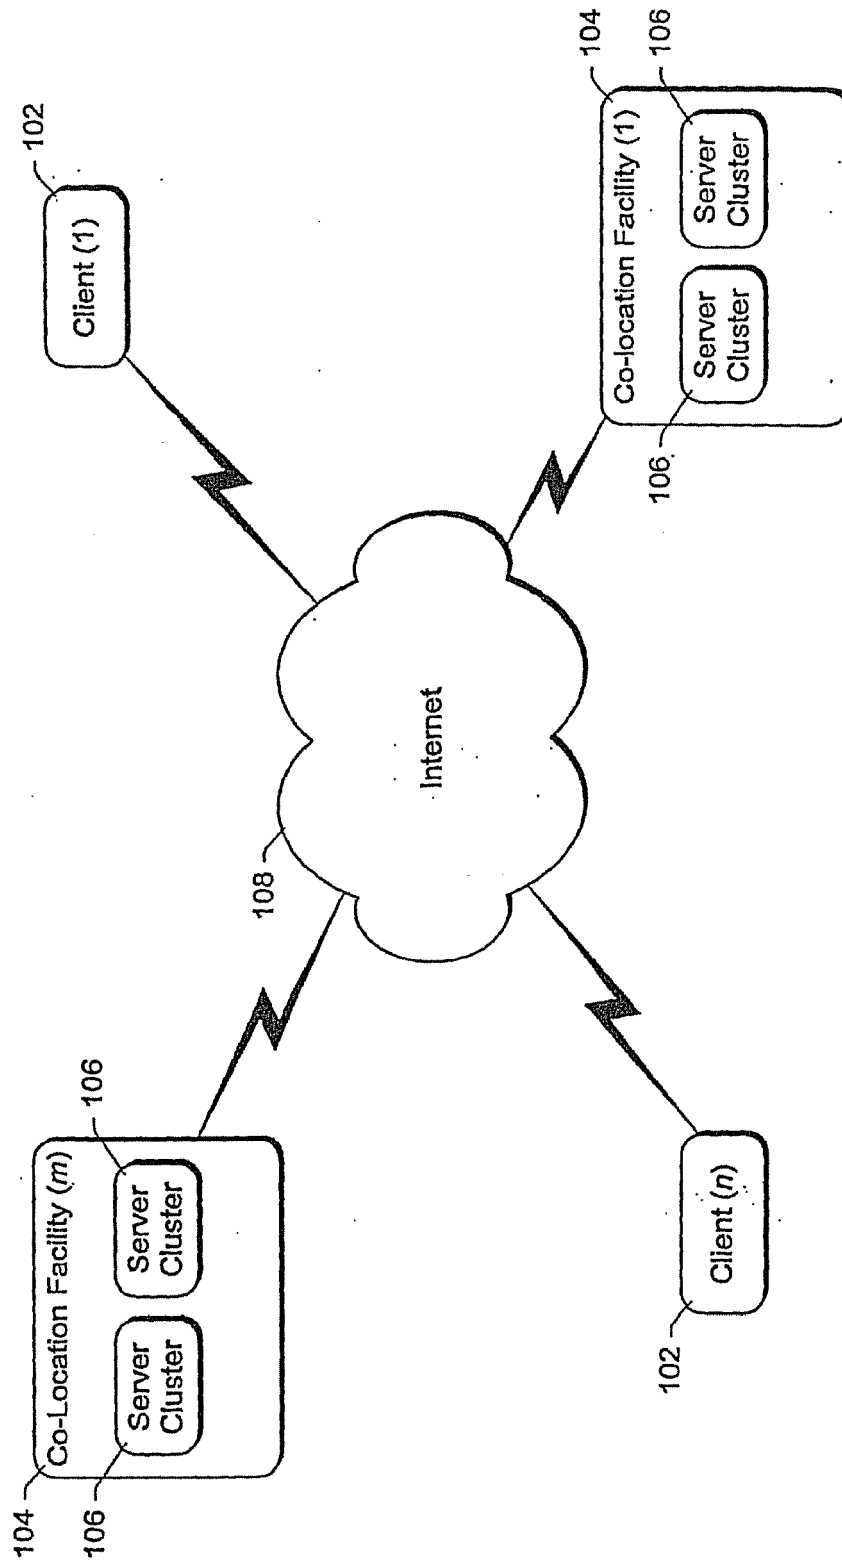 104
Co-Location Facility (m)
106
106
Server
Cluster
Server
Cluster
102
Client (1)
108
Internet
102
Client (n)
104
Co-location Facility (1)
106
106
Server
Cluster
Server
Cluster